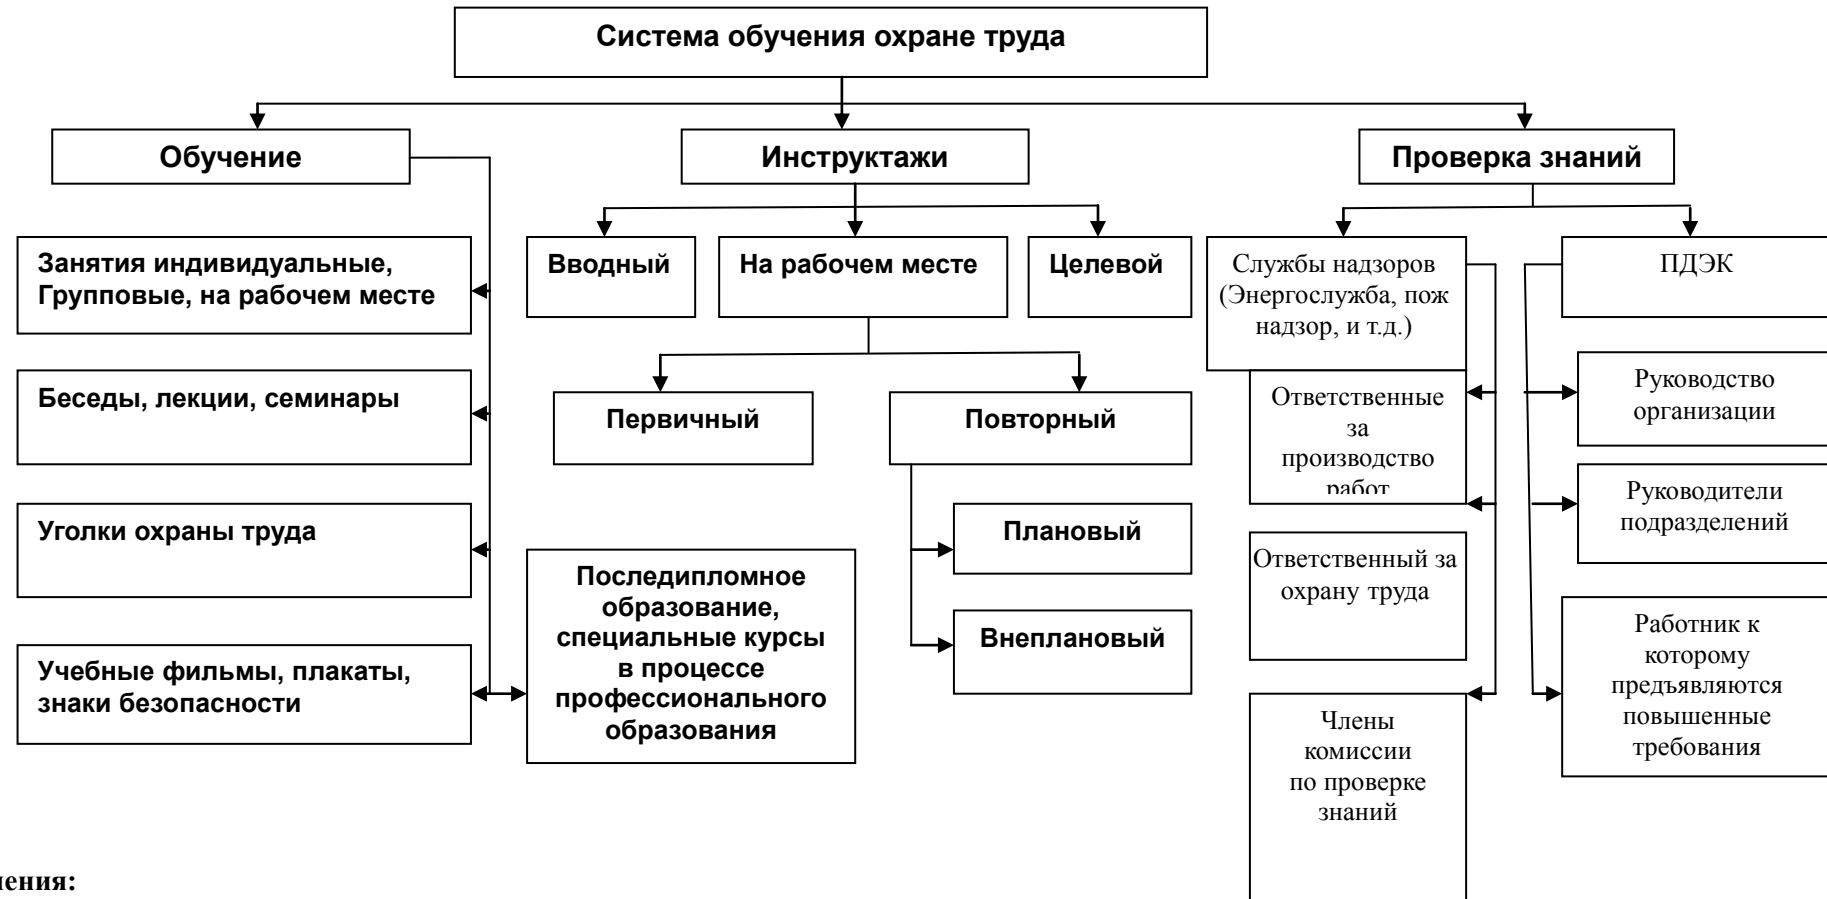 Система обучения охране труда
Обучение
Инструктажи
Проверка знаний
Занятия индивидуальные,
Групповые, на рабочем месте
Беседы, лекции, семинары
Уголки охраны труда
Учебные фильмы, плакаты,
знаки безопасности
Последипломное
образование,
специальные курсы
в процессе
профессионального
образования
Вводный
На рабочем месте
Целевой
Первичный
Повторный
Плановый
Внеплановый
Службы надзоров
(Энергослужба, пож
надзор, и т.д.)
Ответственные
за
производство
работ
Ответственный за
охрану труда
Члены
комиссии
по проверке
знаний
ПДЭК
Руководство
организации
Руководители
подразделений
Работник к
которому
предъявляются
повышенные
требования